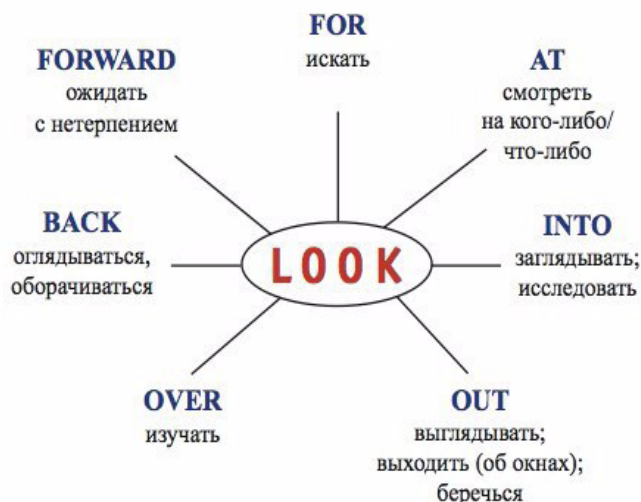 FOR
искать
FORWARD
ожидать
с нетерпением
AT
смотреть
на кого-либо/
что-либо
BACK
оглядываться,
оборачиваться
LOOK
INTO
заглядывать;
исследовать
OVER
изучать
OUT
выглядывать;
выходить (об окнах);
беречься